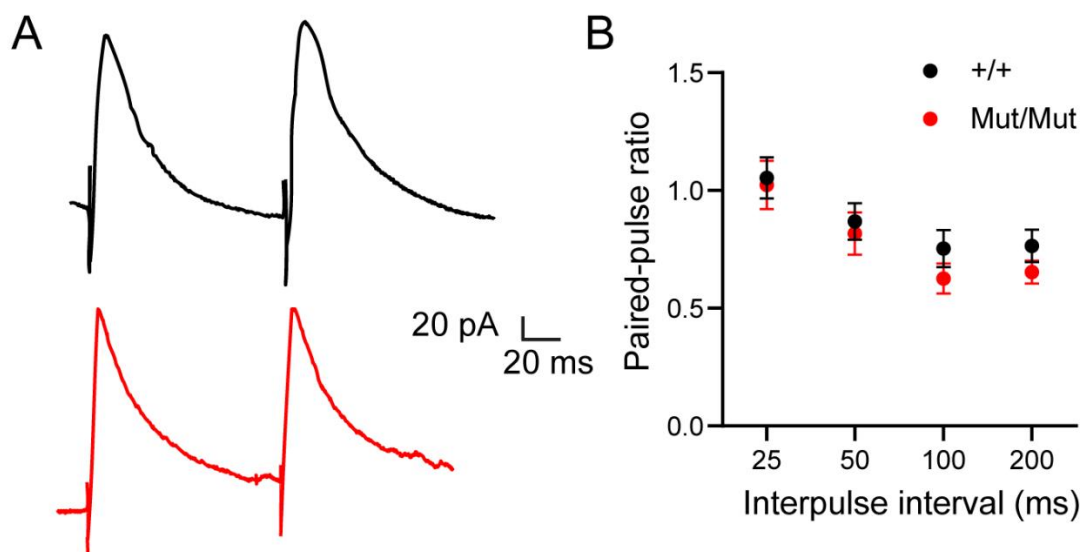 A
20 pA
20 ms
B
+/+
Mut/Mut
Paired-pulse ratio
1.5
1.0
0.5
0.0
25 50 100 200
Interpulse interval (ms)